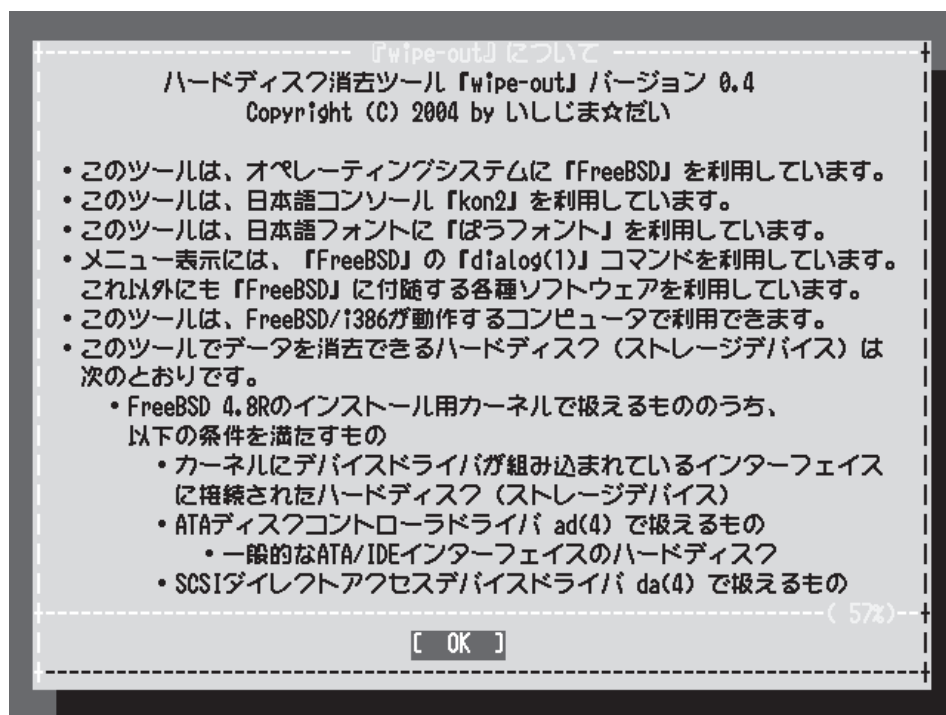 『wipe-out』について
ハードディスク消去ツール『wipe-out』バージョン 0.4
Copyright (C) 2004 by いしじま☆だい
・このツールは、オペレーティングシステムに『FreeBSD』を利用しています。
・このツールは、日本語コンソール『kon2』を利用しています。
・このツールは、日本語フォントに『ぱうフォント』を利用しています。
・メニュー表示には、『FreeBSD』の『dialog(1)』コマンドを利用しています。
これ以外にも『FreeBSD』に付随する各種ソフトウェアを利用しています。
・このツールは、FreeBSD/i386が動作するコンピュータで利用できます。
・このツールでデータを消去できるハードディスク（ストレージデバイス）は
次のとおりです。
・FreeBSD 4.8Rのインストール用カーネルで扱えるもののうち、
以下の条件を満たすもの
・カーネルにデバイスドライバが組み込まれているインターフェイス
に接続されたハードディスク（ストレージデバイス）
・ATAディスクコントローラドライバ ad(4) で扱えるもの
・一般的なATA/IDEインターフェイスのハードディスク
・SCSIダイレクトアクセスデバイスドライバ da(4) で扱えるもの
( 57%)
[ OK ]